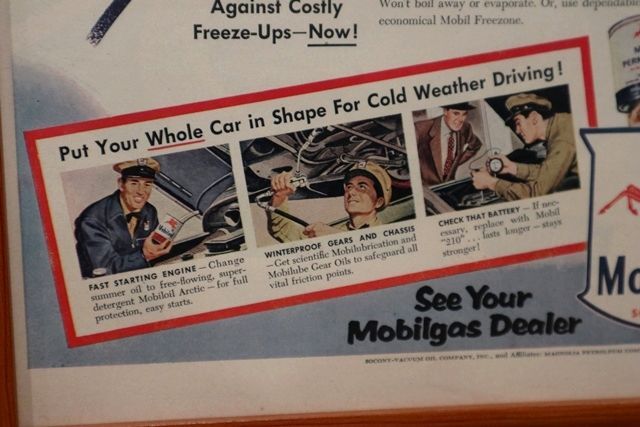 Against Costly
Freeze-Ups—Now!
Won't boil away or evaporate. Or, use dependable
economical Mobil Freezone.
Put Your Whole Car in Shape For Cold Weather Driving!
FAST STARTING ENGINE — Change
summer oil to free-flowing, super-
detergent Mobiloil Arctic — for full
protection, easy starts.
WINTERPROOF GEARS AND CHASSIS
—Get scientific Mobilubrication and
Mobilube Gear Oils to safeguard all
vital friction points.
CHECK THAT BATTERY — If nec-
essary, replace with Mobil
"210" . . . lasts longer — stays
stronger!
See Your
Mobilgas Dealer
SOCONY-VACUUM OIL COMPANY, INC., and Affiliates: MAGNOLIA PETROLEUM